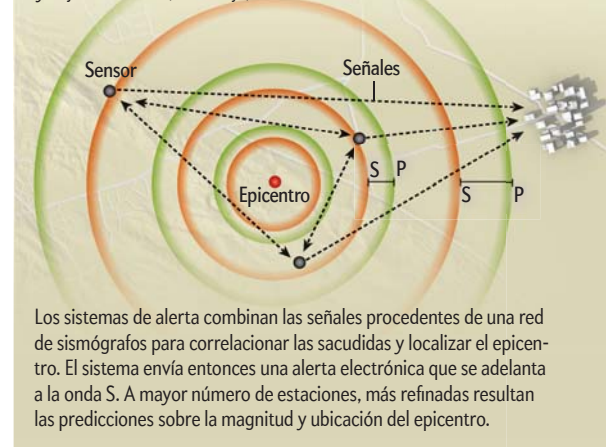 Sensor
Señales
S P
Epicentro
S P
Los sistemas de alerta combinan las señales procedentes de una red
de sismógrafos para correlacionar las sacudidas y localizar el epicen-
tro. El sistema envía entonces una alerta electrónica que se adelanta
a la onda S. A mayor número de estaciones, más refinadas resultan
las predicciones sobre la magnitud y ubicación del epicentro.